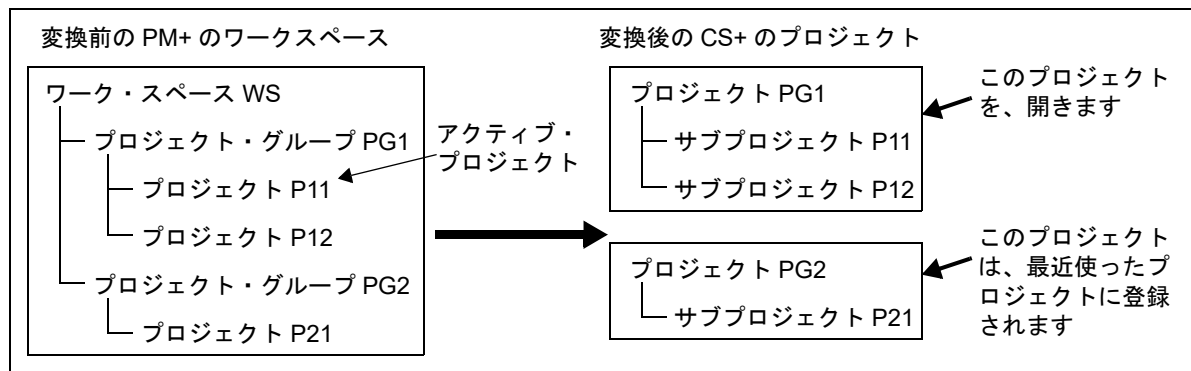 変換前の PM+ のワークスペース
ワーク・スペース WS
プロジェクト・グループ PG1
プロジェクト P11
プロジェクト P12
プロジェクト・グループ PG2
プロジェクト P21
アクティブ・
プロジェクト
変換後の CS+ のプロジェクト
プロジェクト PG1
サブプロジェクト P11
サブプロジェクト P12
このプロジェクト
を、開きます
プロジェクト PG2
サブプロジェクト P21
このプロジェクト
は、最近使ったプ
ロジェクトに登録
されます